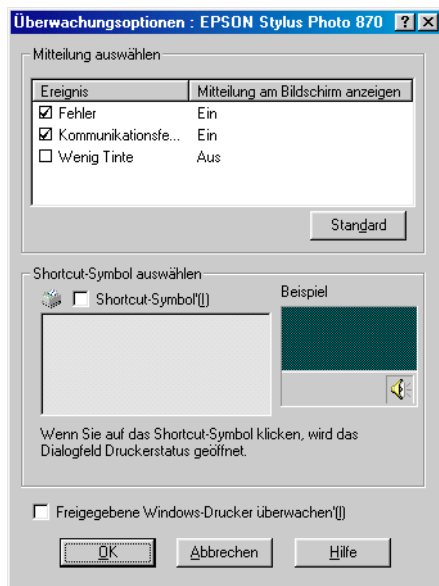 Überwachungsoptionen : EPSON Stylus Photo 870
Mitteilung auswählen
Ereignis Mitteilung am Bildschirm anzeigen
Fehler Ein
Kommunikationsfe... Ein
Wenig Tinte Aus
Standard
Shortcut-Symbol auswählen
Shortcut-Symbol'(I)
Beispiel
Wenn Sie auf das Shortcut-Symbol klicken, wird das
Dialogfeld Druckerstatus geöffnet.
Freigegebene Windows-Drucker überwachen'(I)
OK Abbrechen Hilfe